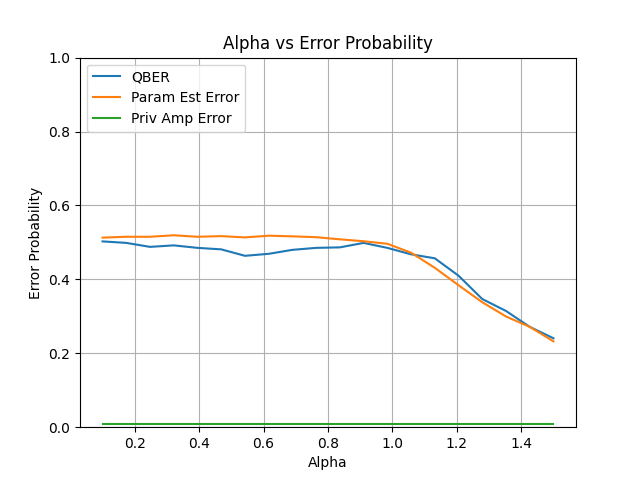 Alpha vs Error Probability
QBER
Param Est Error
Priv Amp Error
Error Probability
1.0
0.8
0.6
0.4
0.2
0.0
0.2 0.4 0.6 0.8 1.0 1.2 1.4
Alpha